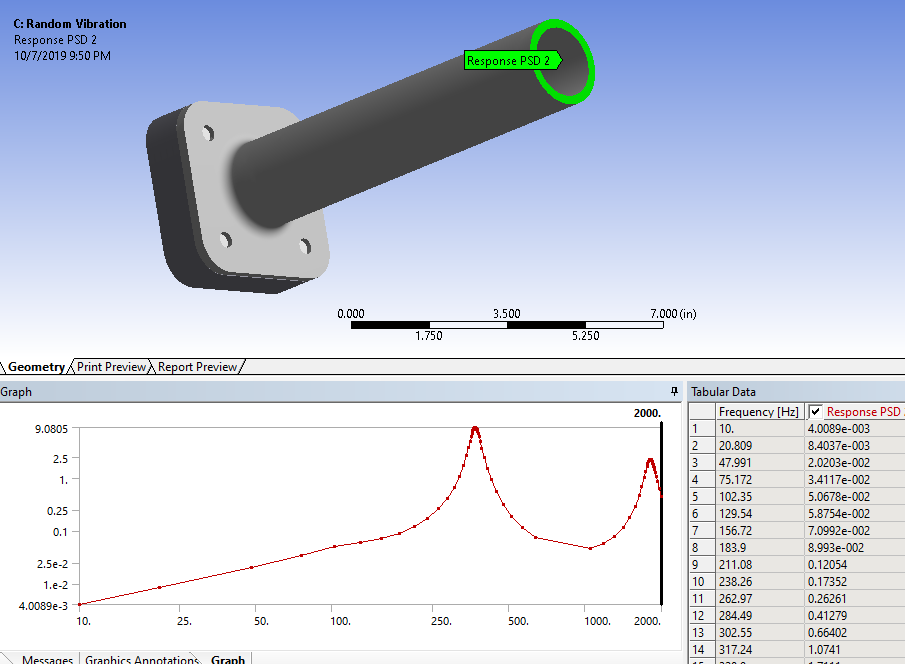 C: Random Vibration
Response PSD 2
10/7/2019 9:50 PM
Response PSD 2
0.000 3.500 7.000 (in)
1.750 5.250
Geometry Print Preview Report Preview
Graph
2000.
9.0805
2.5
1.
0.25
0.1
2.5e-2
1.e-2
4.0089e-3
10. 25. 50. 100. 250. 500. 1000. 2000.
Messages Graphics Annotations Graph
Tabular Data
Frequency [Hz] Response PSD
1 10. 4.0089e-003
2 20.809 8.4037e-003
3 47.991 2.0203e-002
4 75.172 3.4117e-002
5 102.35 5.0678e-002
6 129.54 5.8754e-002
7 156.72 7.0992e-002
8 183.9 8.993e-002
9 211.08 0.12054
10 238.26 0.17352
11 262.97 0.26261
12 284.49 0.41279
13 302.55 0.66402
14 317.24 1.0741